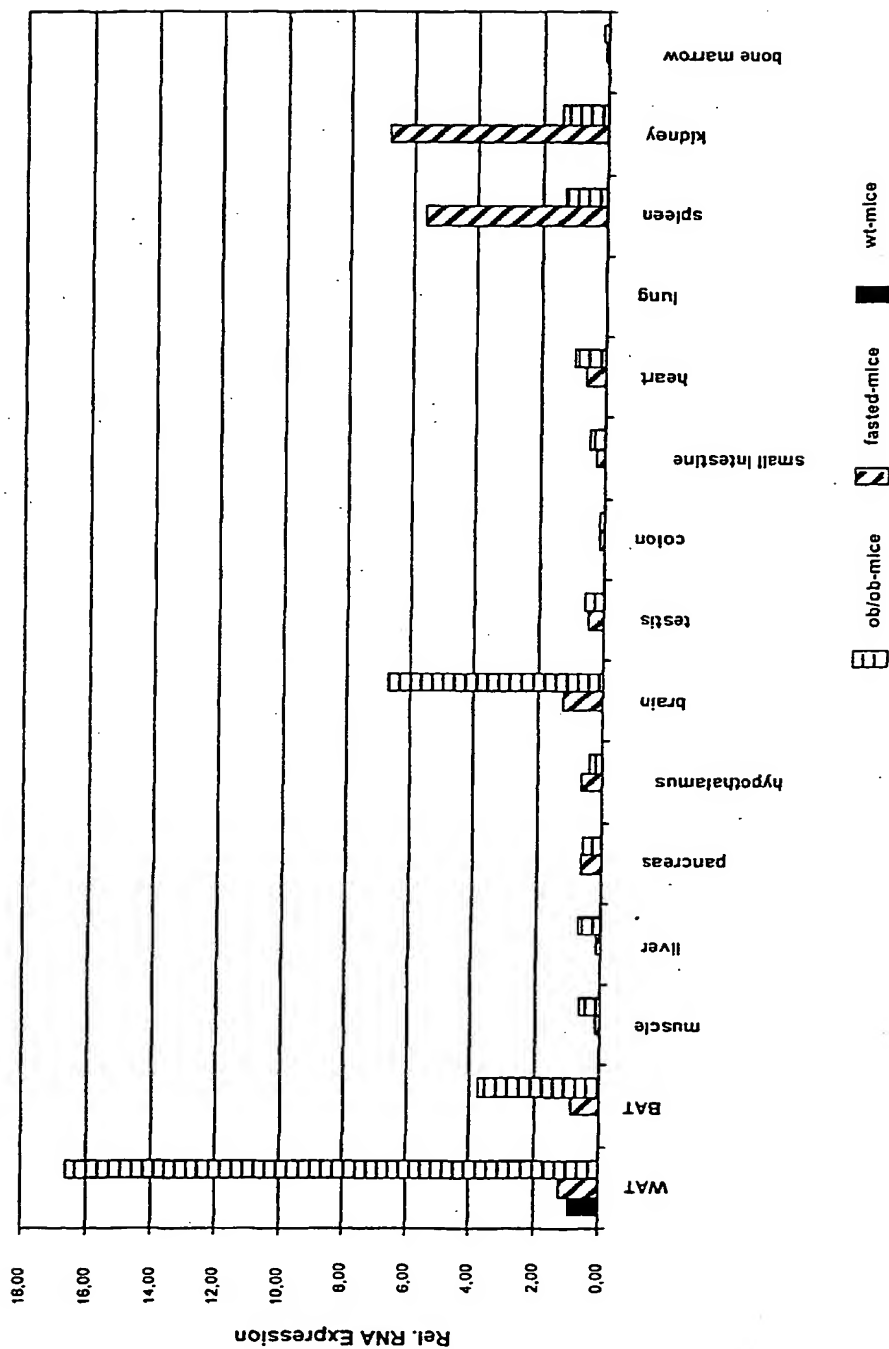 Rel. RNA Expression
18,00
16,00
14,00
12,00
10,00
8,00
6,00
4,00
2,00
0,00
WAT
BAT
muscle
liver
pancreas
hypothalamus
brain
testis
colon
small Intestine
heart
lung
spleen
kidney
bone marrow
ob/ob-mice
fasted-mice
wt-mice